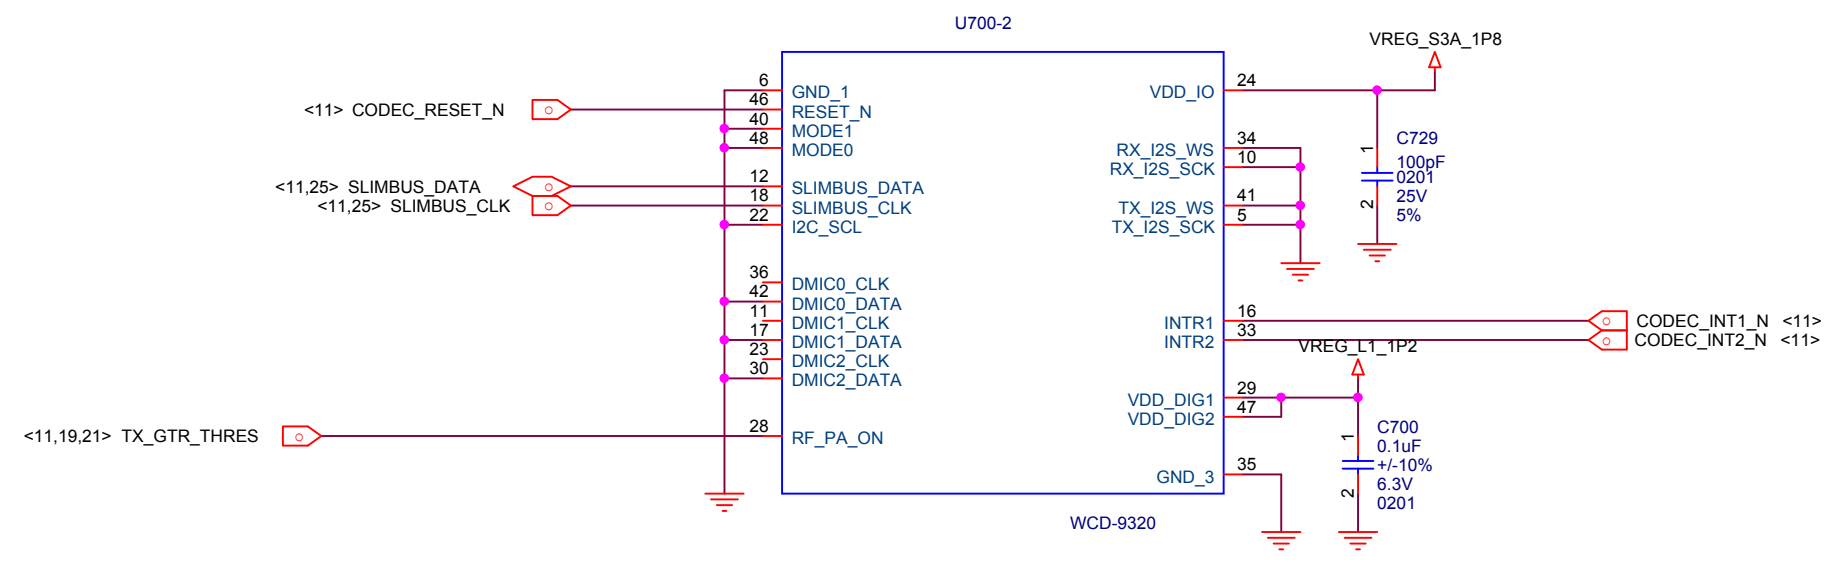 U700-2
VREG_S3A_1P8
6
GND_1
24
VDD_IO
<11> CODEC_RESET_N
46
RESET_N
40
MODE1
48
MODE0
34
RX_I2S_WS
10
RX_I2S_SCK
C729
100pF
0201
25V
5%
1
2
<11,25> SLIMBUS_DATA
12
SLIMBUS_DATA
<11,25> SLIMBUS_CLK
18
SLIMBUS_CLK
22
I2C_SCL
41
TX_I2S_WS
5
TX_I2S_SCK
36
DMIC0_CLK
42
DMIC0_DATA
11
DMIC1_CLK
17
DMIC1_DATA
23
DMIC2_CLK
30
DMIC2_DATA
16
INTR1
CODEC_INT1_N <11>
33
INTR2
CODEC_INT2_N <11>
VREG_L1_1P2
29
VDD_DIG1
47
VDD_DIG2
<11,19,21> TX_GTR_THRES
28
RF_PA_ON
C700
0.1uF
+/-10%
6.3V
0201
1
2
35
GND_3
WCD-9320